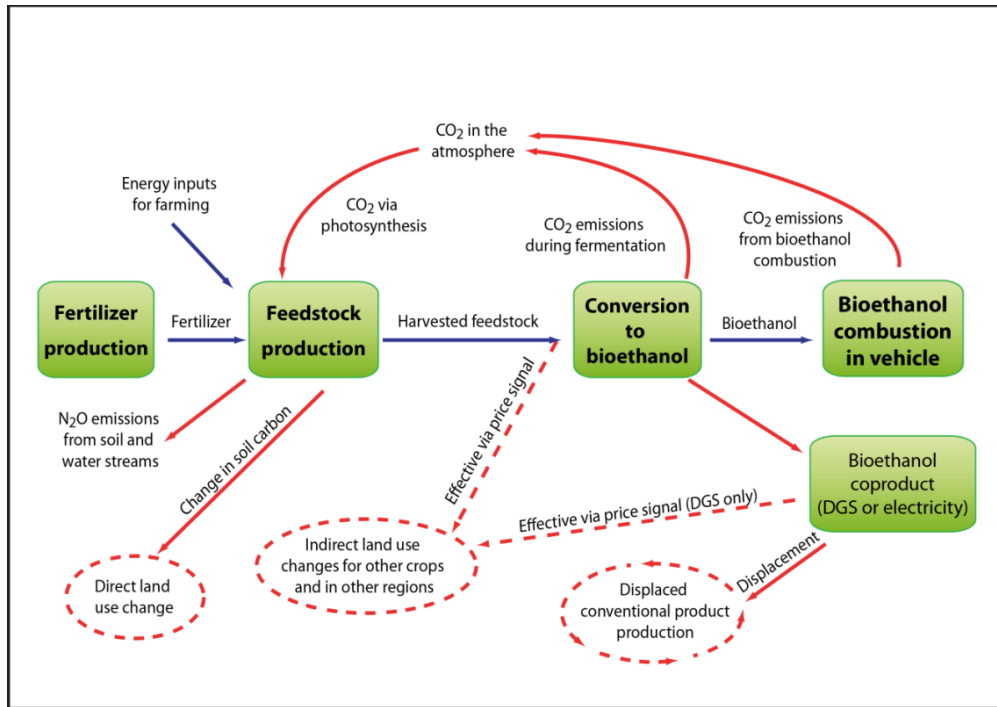 CO₂ in the
atmosphere
Energy inputs
for farming
CO₂ via
photosynthesis
CO₂ emissions
during fermentation
CO₂ emissions
from bioethanol
combustion
Fertilizer
production
Fertilizer
Feedstock
production
Harvested feedstock
Conversion
to
bioethanol
Bioethanol
Bioethanol
combustion
in vehicle
N₂O emissions
from soil and
water streams
Change in soil carbon
Effective via price signal
Bioethanol
coproduct
(DGS or electricity)
Effective via price signal (DGS only)
Direct land
use change
Indirect land use
changes for other crops
and in other regions
Displacement
Displaced
conventional product
production